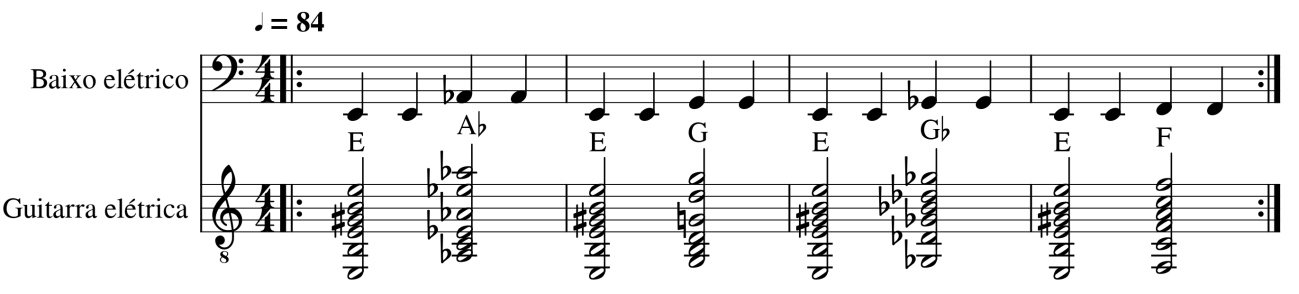 ♩ = 84
Baixo elétrico
E A♭ E G E G♭ E F
Guitarra elétrica
8